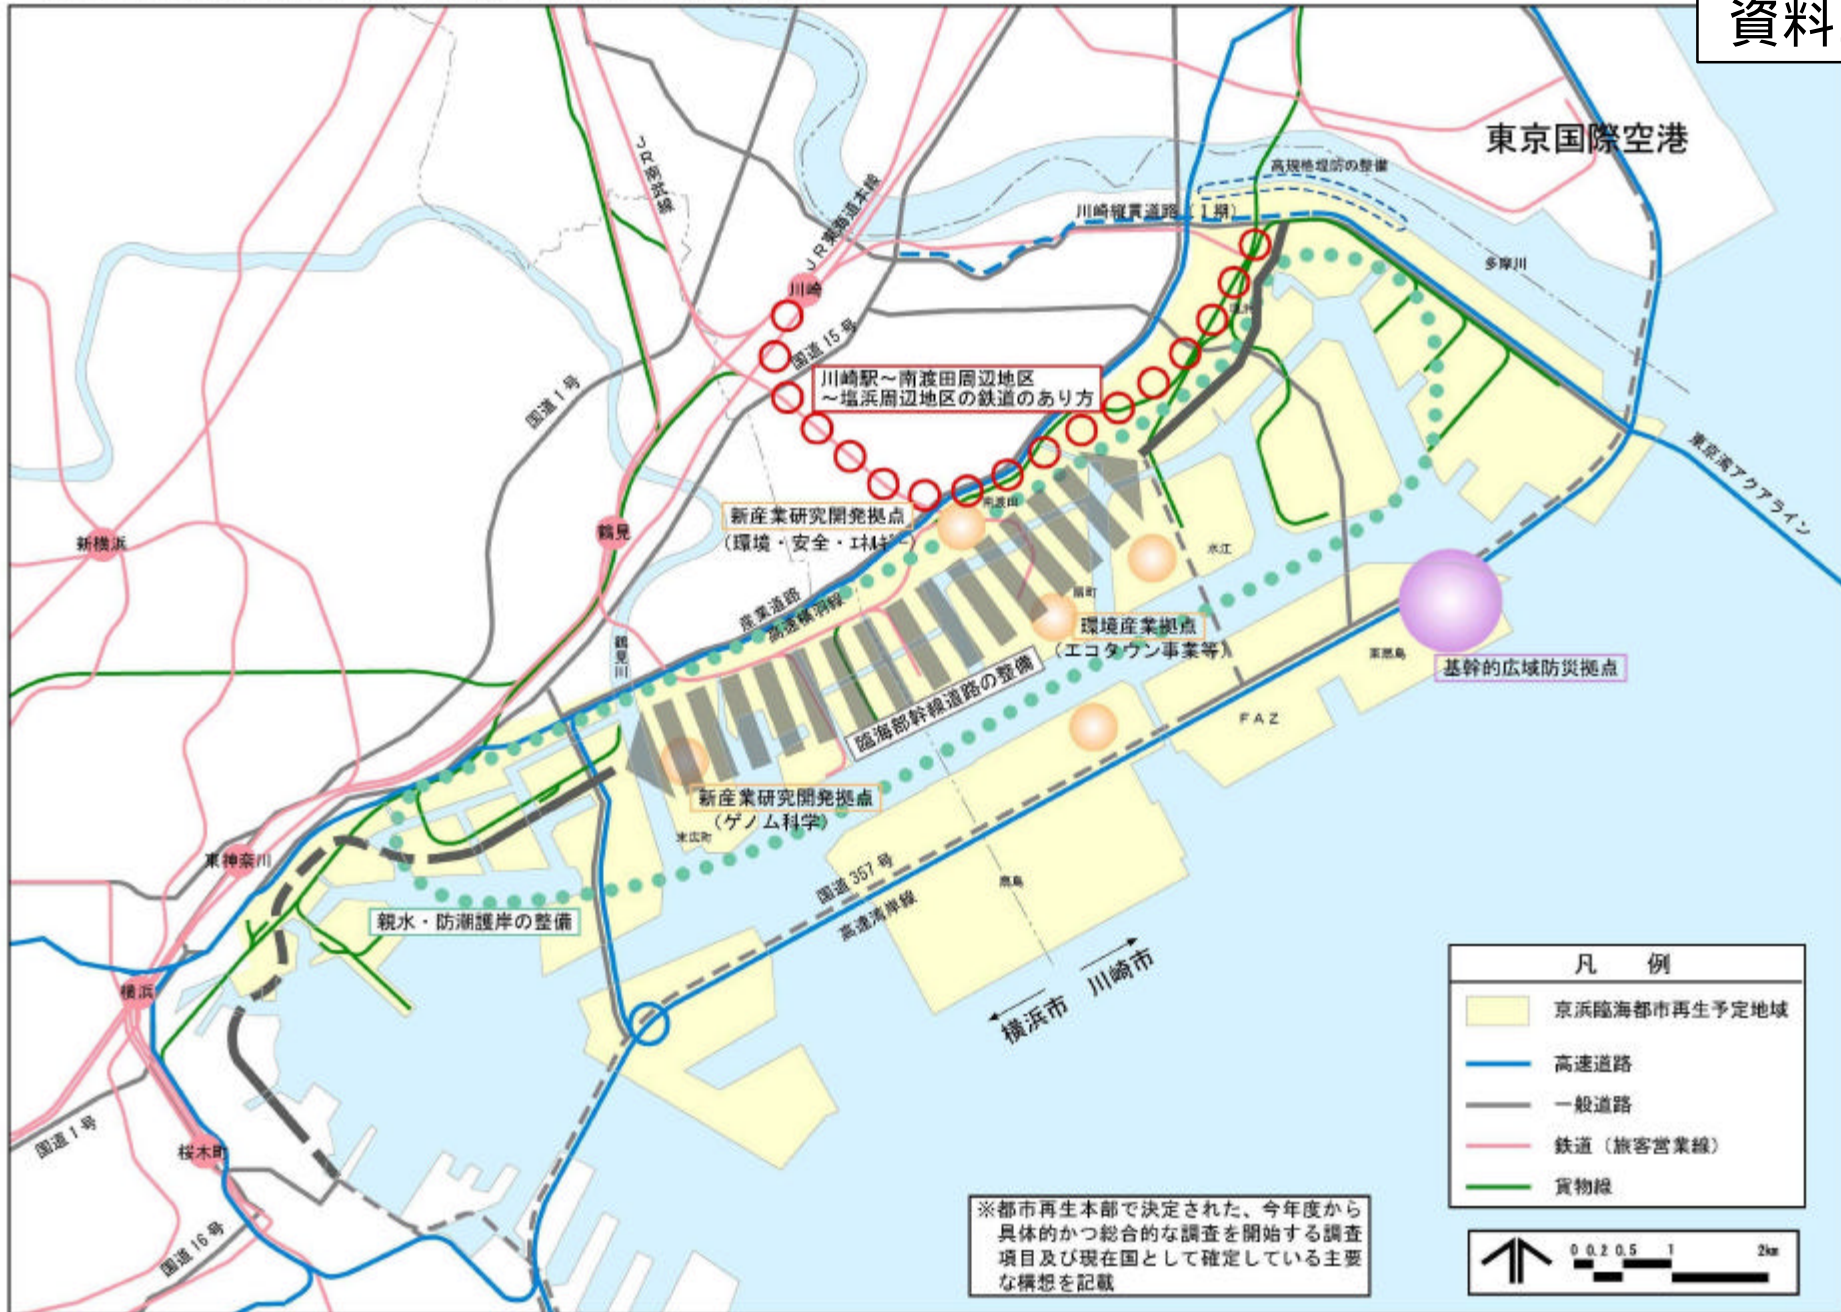 資料
東京国際空港
高規格堤防の整備
川崎縦貫道路(Ⅰ期)
多摩川
JR南武線
JR東海道本線
川崎
国道15号
国道1号
川崎駅~南渡田周辺地区
~塩浜周辺地区の鉄道のあり方
東京湾アクアライン
新横浜
鶴見
新産業研究開発拠点
(環境・安全・エネルギー)
南渡田
水江
扇町
産業道路
高速横羽線
鶴見川
環境産業拠点
(エコタウン事業等)
東扇島
基幹的広域防災拠点
臨海部幹線道路の整備
FAZ
新産業研究開発拠点
(ゲノム科学)
末広町
東神奈川
国道357号
高速湾岸線
扇島
親水・防潮護岸の整備
川崎市
横浜市
横浜
国道1号
桜木町
国道16号
凡 例
京浜臨海都市再生予定地域
高速道路
一般道路
鉄道(旅客営業線)
貨物線
※都市再生本部で決定された、今年度から
具体的かつ総合的な調査を開始する調査
項目及び現在国として確定している主要
な構想を記載
0 0.2 0.5 1 2km